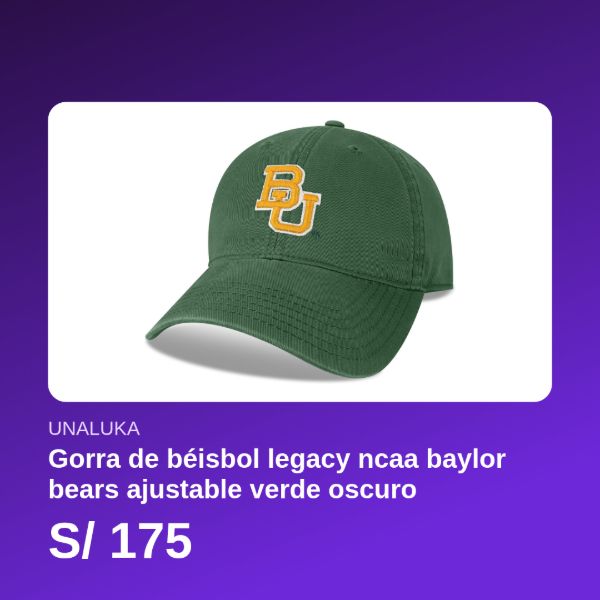 BU
UNALUKA
Gorra de béisbol legacy ncaa baylor
bears ajustable verde oscuro
S/ 175